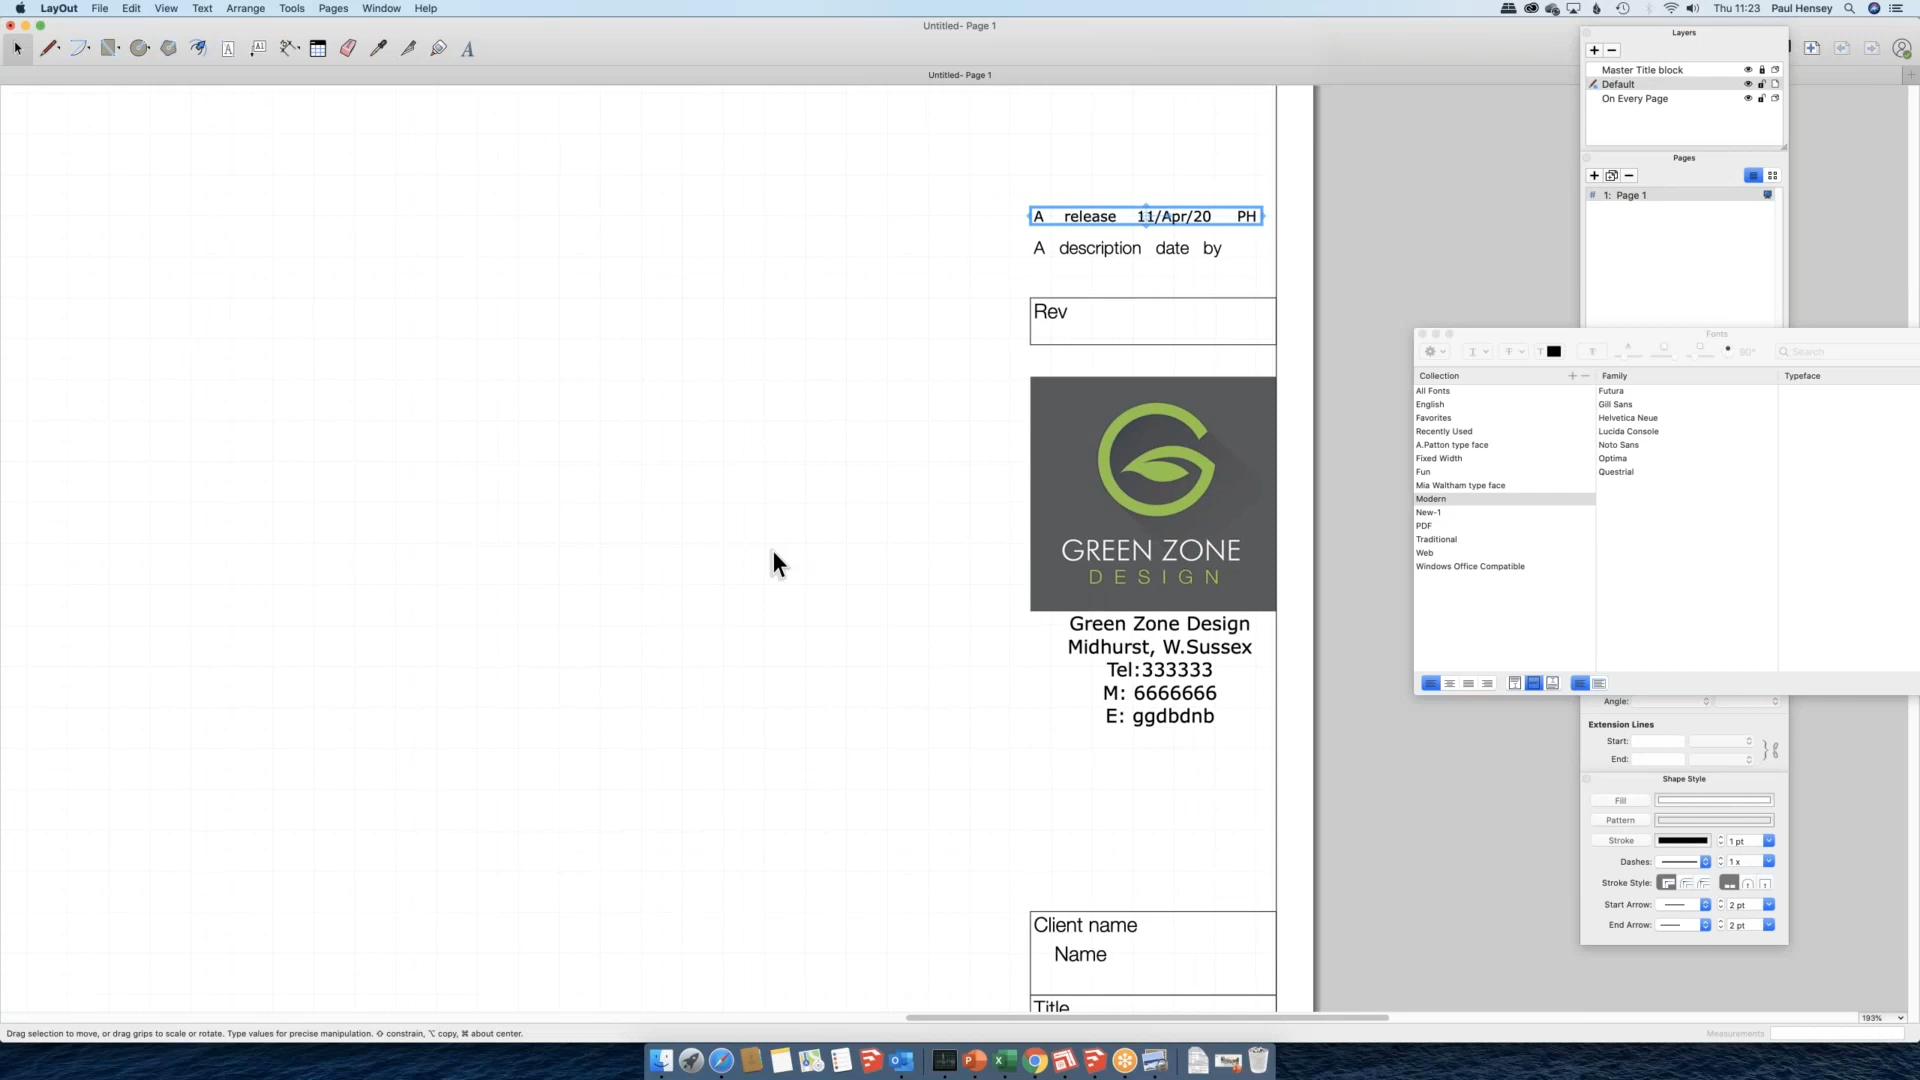 LayOut File Edit View Text Arrange Tools Pages Window Help
Thu 11:23 Paul Hensey
Untitled- Page 1
Untitled- Page 1
A release 11/Apr/20 PH
A description date by
Rev
GREEN ZONE
DESIGN
Green Zone Design
Midhurst, W.Sussex
Tel:333333
M: 6666666
E: ggdbdnb
Client name
Name
Title
Layers
Master Title block
Default
On Every Page
Pages
# 1: Page 1
Fonts
90°
Search
Collection Family Typeface
All Fonts
English
Favorites
Recently Used
A.Patton type face
Fixed Width
Fun
Mia Waltham type face
Modern
New-1
PDF
Traditional
Web
Windows Office Compatible
Futura
Gill Sans
Helvetica Neue
Lucida Console
Noto Sans
Optima
Questrial
Angle:
Extension Lines
Start:
End:
Shape Style
Fill
Pattern
Stroke 1 pt
Dashes: 1 x
Stroke Style:
Start Arrow: 2 pt
End Arrow: 2 pt
193%
Drag selection to move, or drag grips to scale or rotate. Type values for precise manipulation. ⇧ constrain, ⌥ copy, ⌘ about center.
Measurements